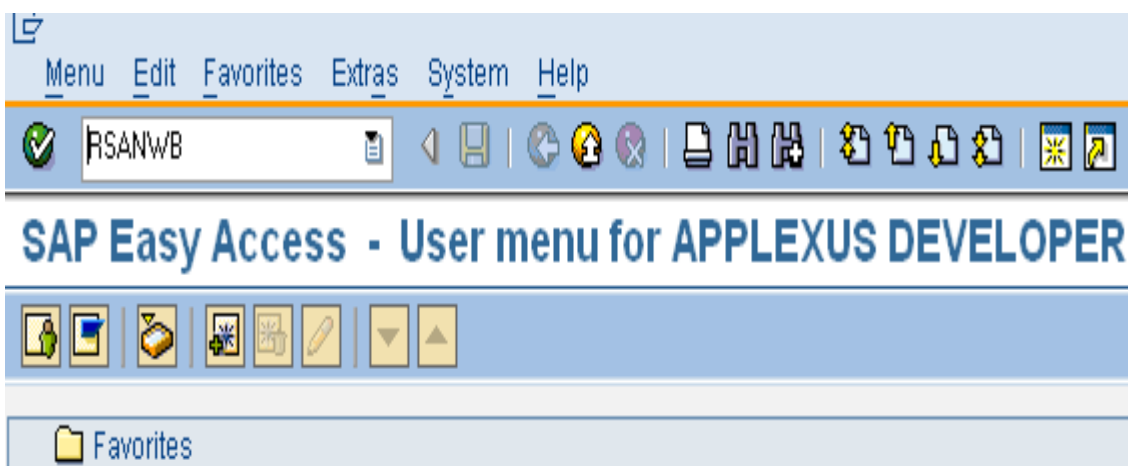 Menu Edit Favorites Extras System Help
RSANWB
SAP Easy Access - User menu for APPLEXUS DEVELOPER
Favorites